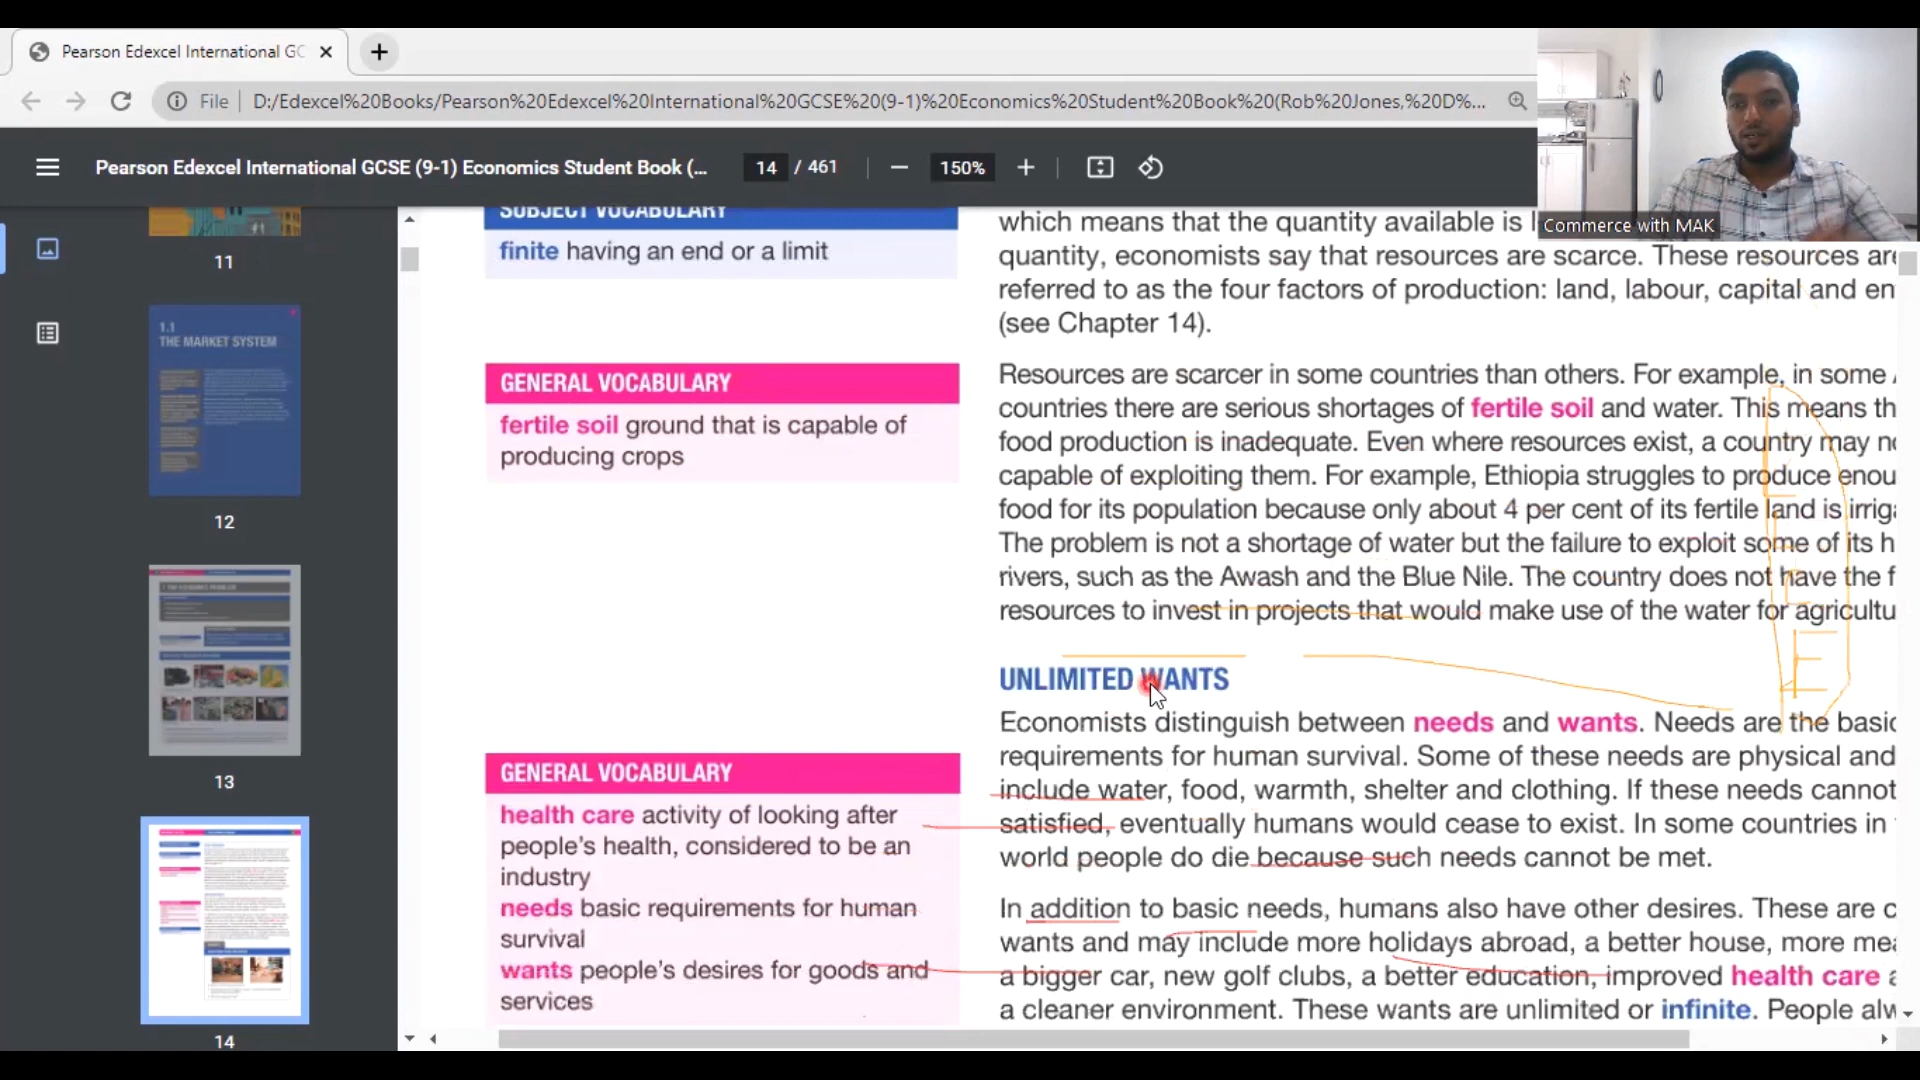 Pearson Edexcel International GC
File
D:/Edexcel%20Books/Pearson%20Edexcel%20International%20GCSE%20(9-1)%20Economics%20Student%20Book%20(Rob%20Jones,%20D%...
Pearson Edexcel International GCSE (9-1) Economics Student Book (...
14 / 461
150%
Commerce with MAK
11
1.1
THE MARKET SYSTEM
12
13
14
SUBJECT VOCABULARY
finite having an end or a limit
GENERAL VOCABULARY
fertile soil ground that is capable of
producing crops
GENERAL VOCABULARY
health care activity of looking after
people's health, considered to be an
industry
needs basic requirements for human
survival
wants people's desires for goods and
services
which means that the quantity available is l
quantity, economists say that resources are scarce. These resources are
referred to as the four factors of production: land, labour, capital and en
(see Chapter 14).
Resources are scarcer in some countries than others. For example, in some
countries there are serious shortages of fertile soil and water. This means th
food production is inadequate. Even where resources exist, a country may no
capable of exploiting them. For example, Ethiopia struggles to produce enou
food for its population because only about 4 per cent of its fertile land is irriga
The problem is not a shortage of water but the failure to exploit some of its h
rivers, such as the Awash and the Blue Nile. The country does not have the f
resources to invest in projects that would make use of the water for agricultu
UNLIMITED WANTS
Economists distinguish between needs and wants. Needs are the basic
requirements for human survival. Some of these needs are physical and
include water, food, warmth, shelter and clothing. If these needs cannot
satisfied, eventually humans would cease to exist. In some countries in
world people do die because such needs cannot be met.
In addition to basic needs, humans also have other desires. These are c
wants and may include more holidays abroad, a better house, more mea
a bigger car, new golf clubs, a better education, improved health care a
a cleaner environment. These wants are unlimited or infinite. People alw